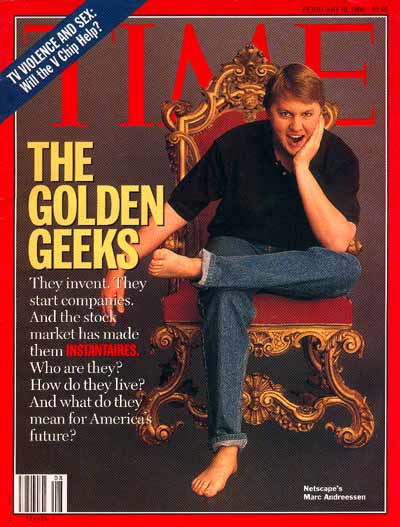 TV VIOLENCE AND SEX:
Will the V Chip Help?
TIME
THE
GOLDEN
GEEKS
They invent. They
start companies.
And the stock
market has made
them INSTANTAIRES.
Who are they?
How do they live?
And what do they
mean for America's
future?
Netscape's
Marc Andreessen